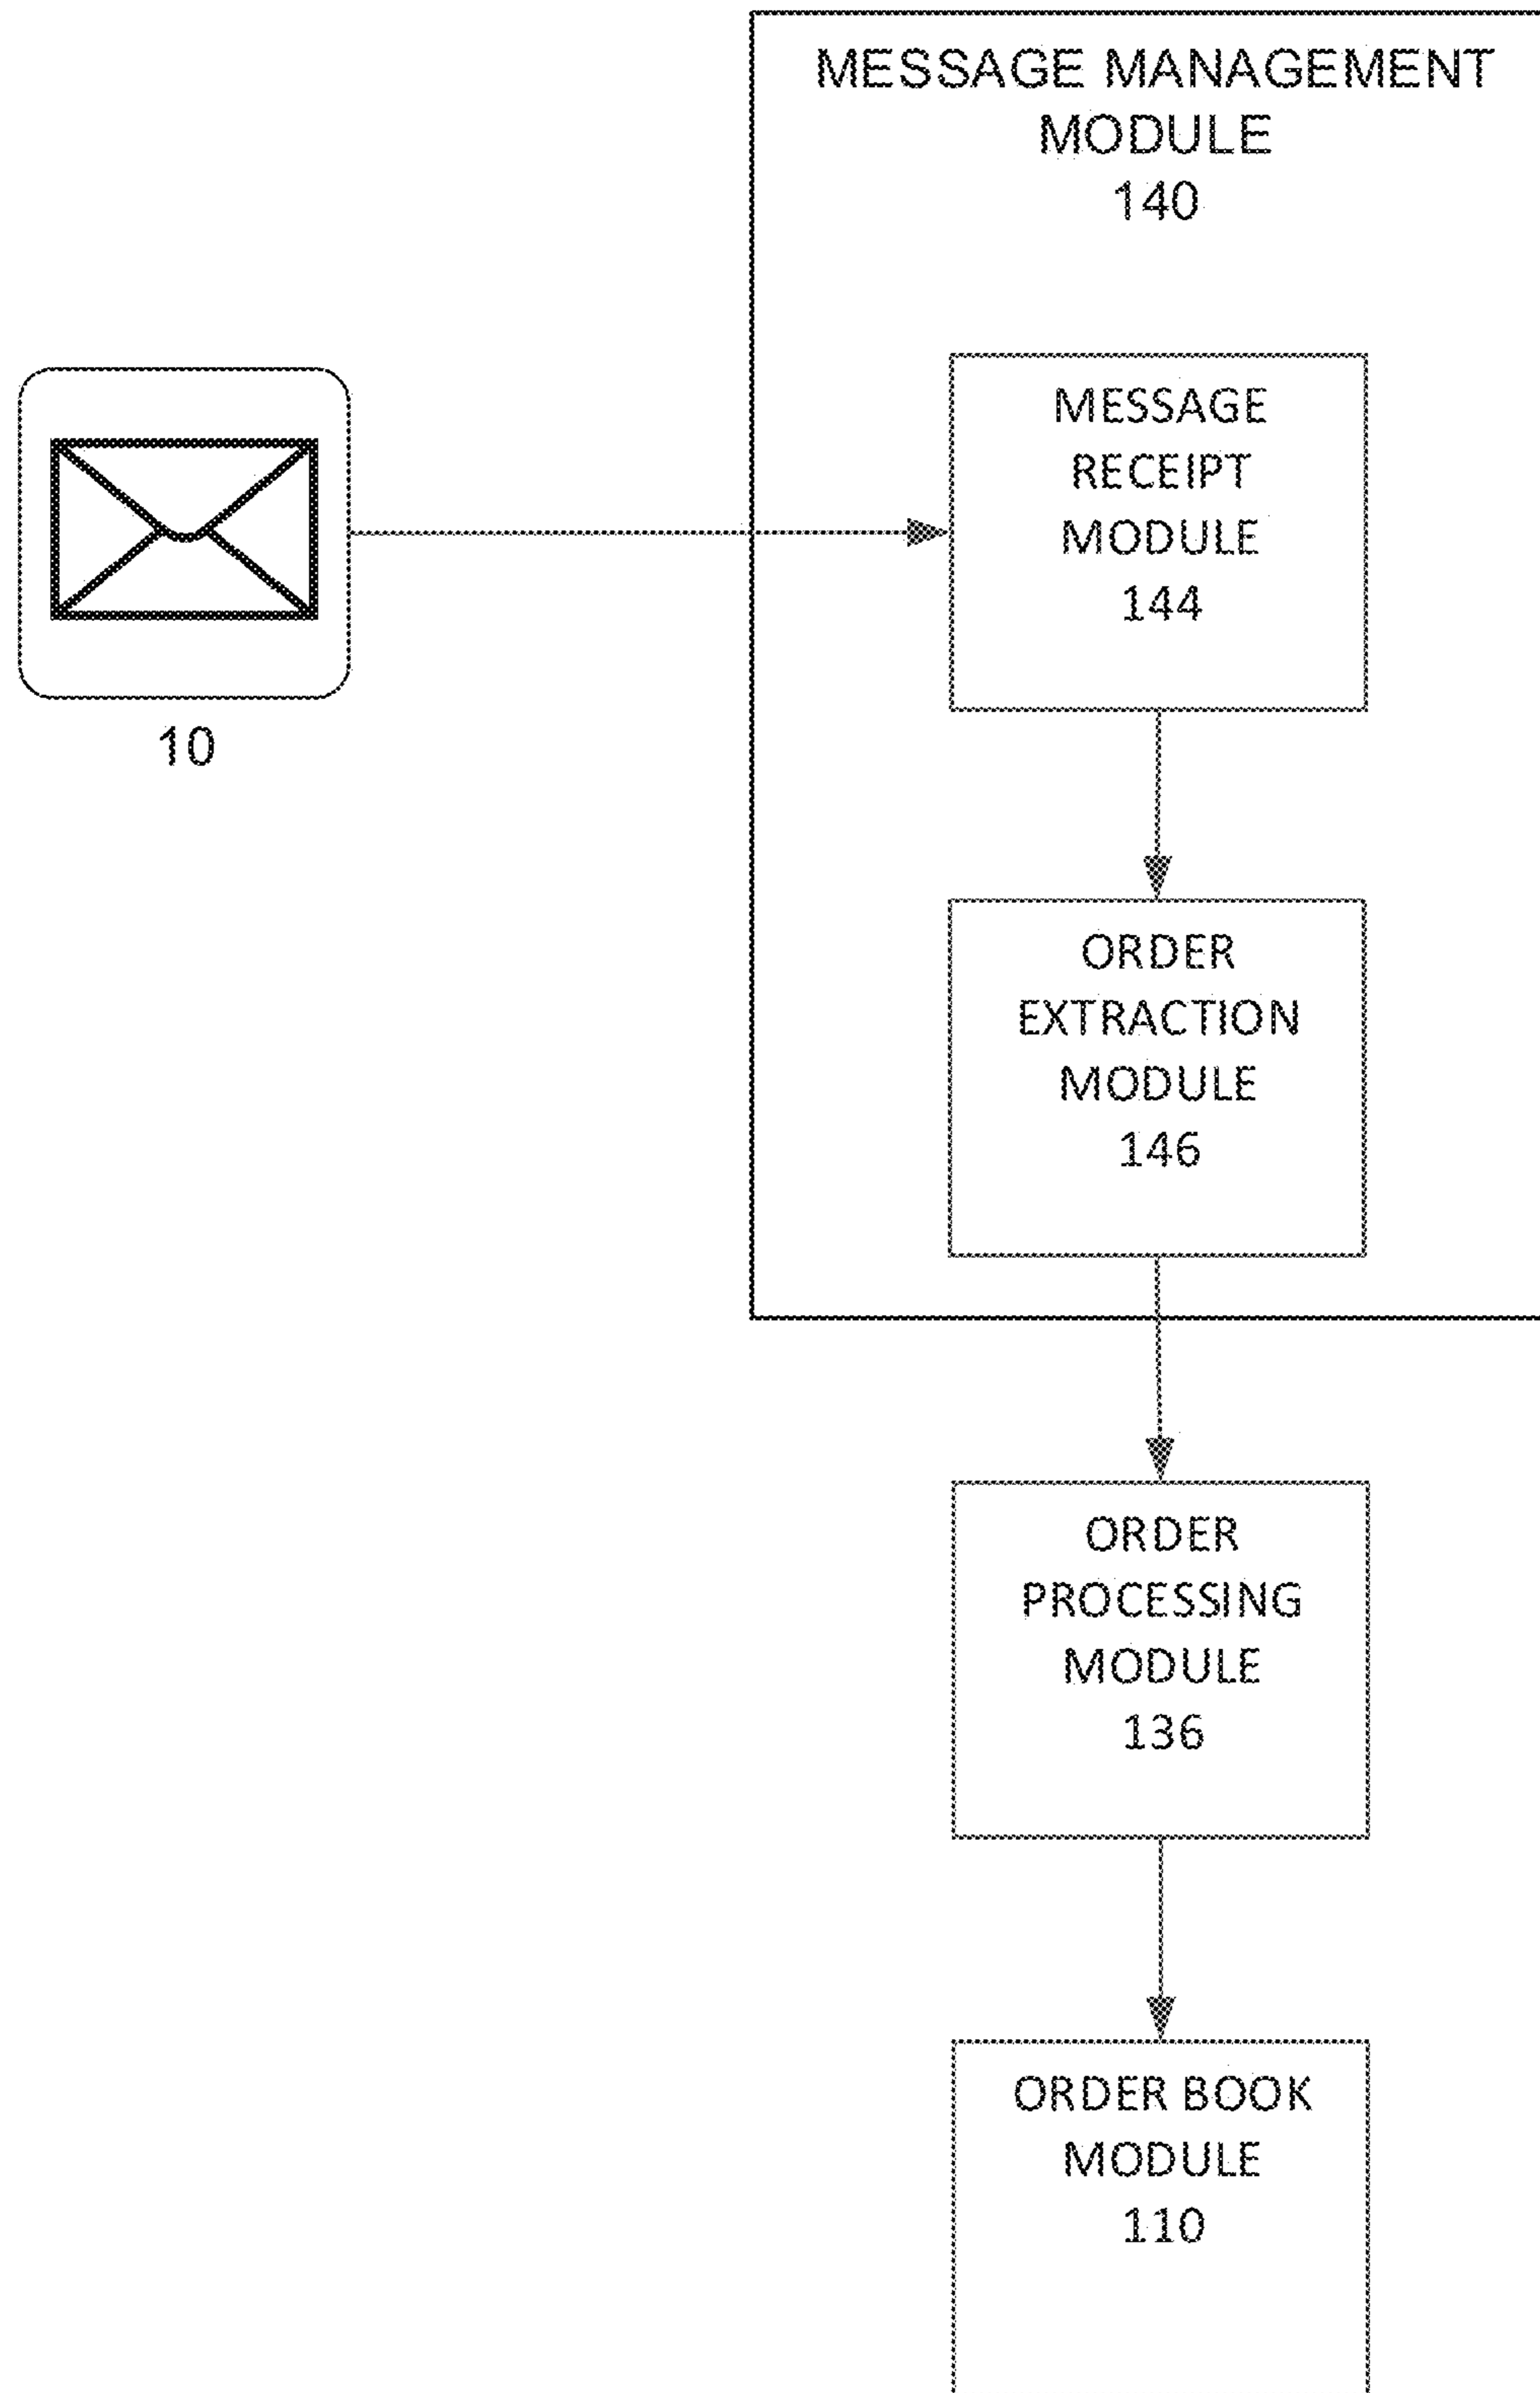 MESSAGE MANAGEMENT
MODULE
140
MESSAGE
RECEIPT
MODULE
144
10
ORDER
EXTRACTION
MODULE
146
ORDER
PROCESSING
MODULE
136
ORDER BOOK
MODULE
110